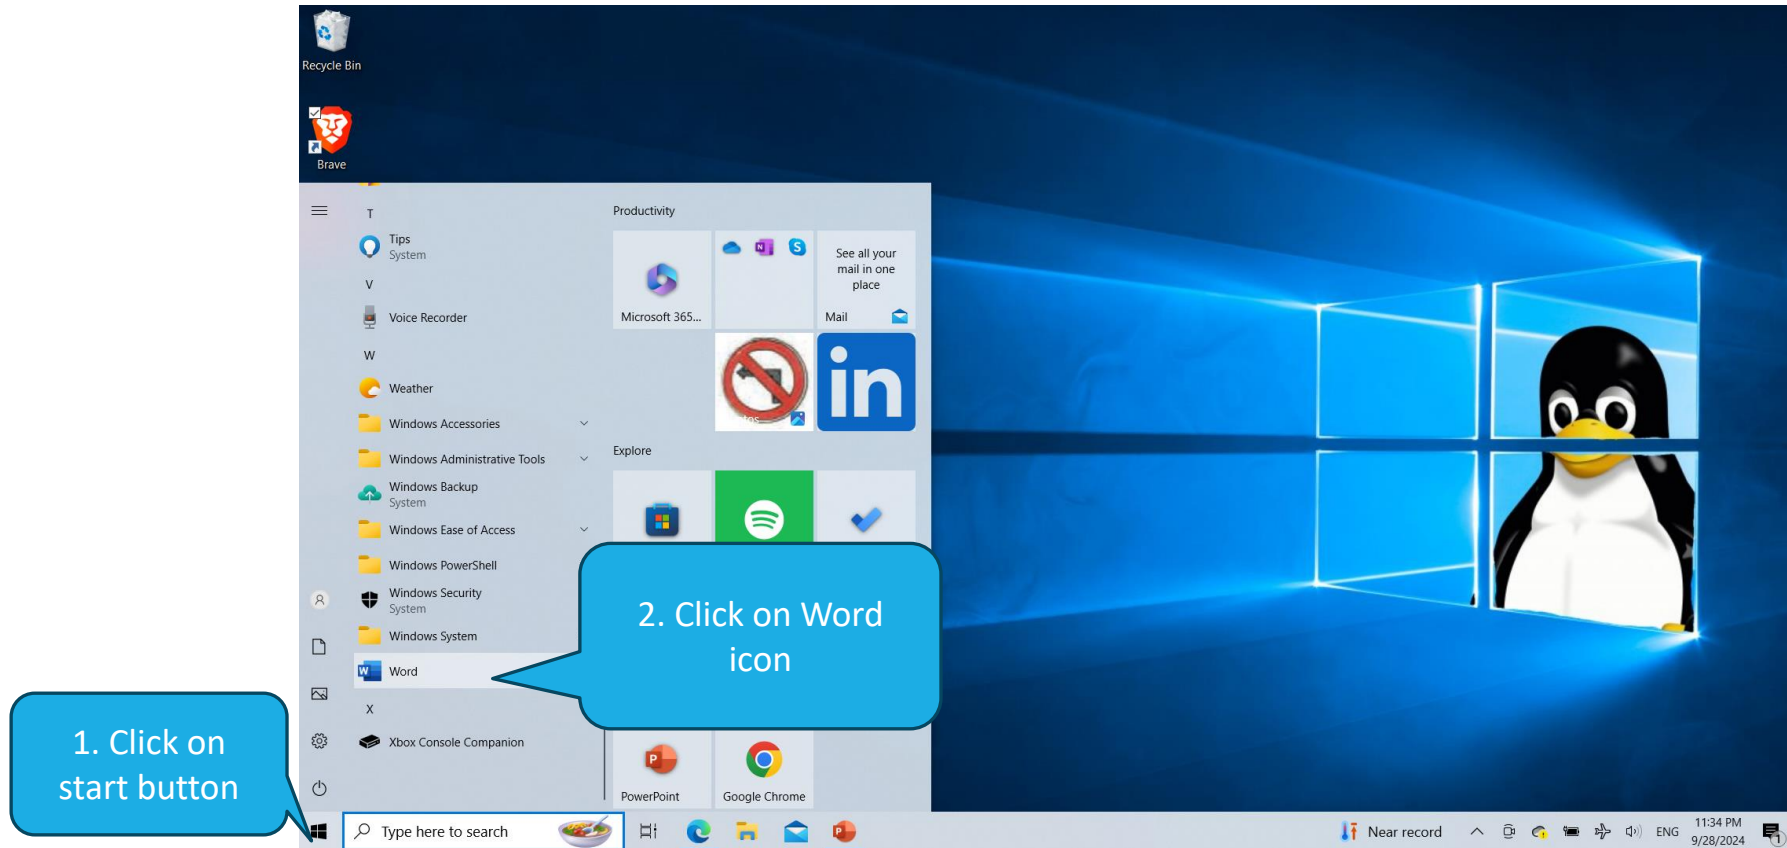 Recycle Bin
Brave
T
Tips
System
V
Voice Recorder
W
Weather
Windows Accessories
Windows Administrative Tools
Windows Backup
System
Windows Ease of Access
Windows PowerShell
Windows Security
System
Windows System
Word
X
Xbox Console Companion
Productivity
Microsoft 365...
See all your
mail in one
place
Mail
in
Explore
PowerPoint
Google Chrome
2. Click on Word
icon
1. Click on
start button
Type here to search
Near record
ENG
11:34 PM
9/28/2024
1